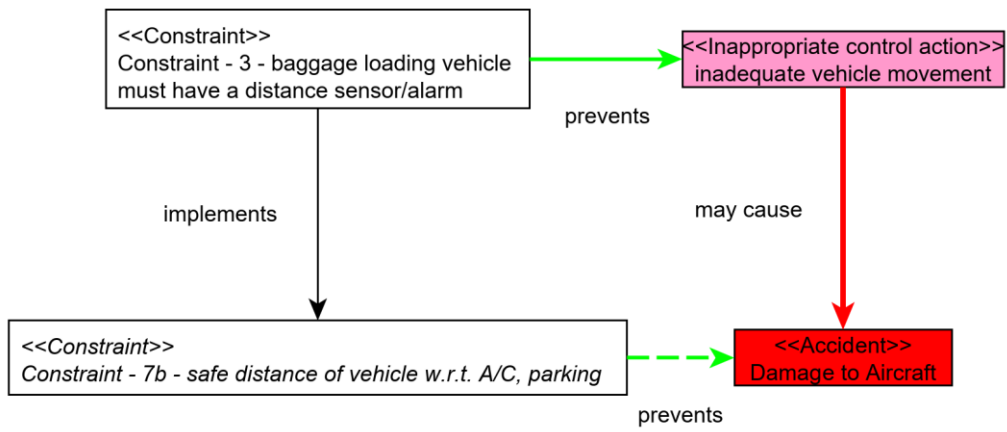 <<Constraint>>
Constraint - 3 - baggage loading vehicle
must have a distance sensor/alarm
<<Inappropriate control action>>
inadequate vehicle movement
prevents
implements
may cause
<<Constraint>>
Constraint - 7b - safe distance of vehicle w.r.t. A/C, parking
<<Accident>>
Damage to Aircraft
prevents